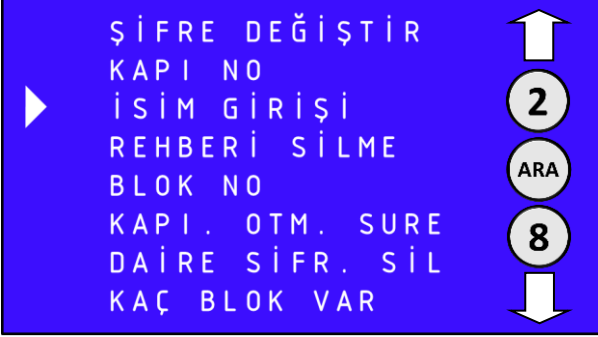 ŞİFRE DEĞİŞTİR
KAPI NO
İSİM GİRİŞİ
REHBERİ SİLME
BLOK NO
KAPI. OTM. SURE
DAİRE SİFR. SİL
KAÇ BLOK VAR
2
ARA
8